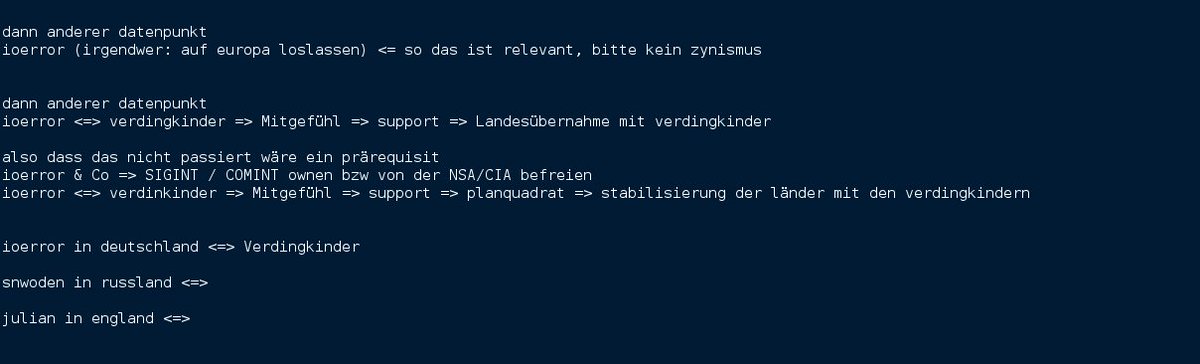 dann anderer datenpunkt
ioerror (irgendwer: auf europa loslassen) <= so das ist relevant, bitte kein zynismus
dann anderer datenpunkt
ioerror <=> verdingkinder => Mitgefühl => support => Landesübernahme mit verdingkinder
also dass das nicht passiert wäre ein prärequisit
ioerror & Co => SIGINT / COMINT ownen bzw von der NSA/CIA befreien
ioerror <=> verdinkinder => Mitgefühl => support => planquadrat => stabilisierung der länder mit den verdingkindern
ioerror in deutschland <=> Verdingkinder
snwoden in russland <=>
julian in england <=>